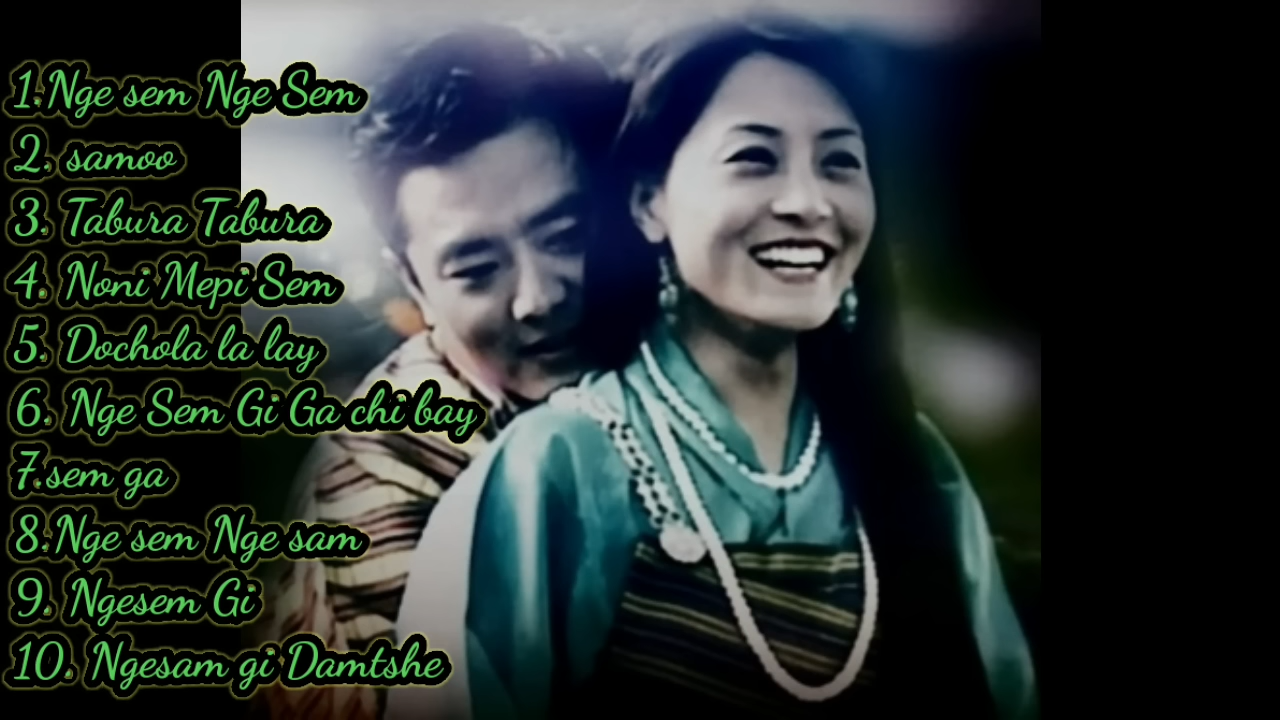 1.Nge sem Nge Sem
2. samoo
3. Tabura Tabura
4. Noni Mepi Sem
5. Dochola la lay
6. Nge Sem Gi Ga chi bay
7.sem ga
8.Nge sem Nge sam
9. Ngesem Gi
10. Ngesam gi Damtshe